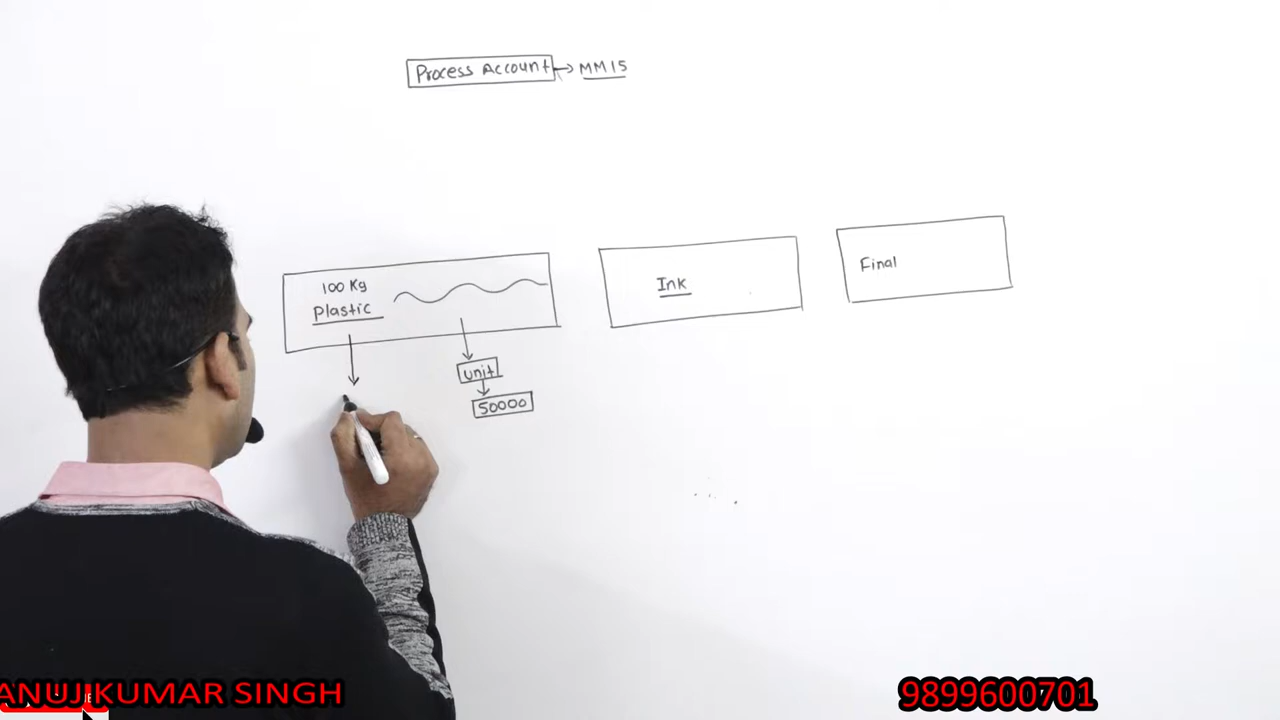 Process Account → MM15
100 Kg
Plastic
Ink
Final
unit
50000
ANUJ KUMAR SINGH
9899600701